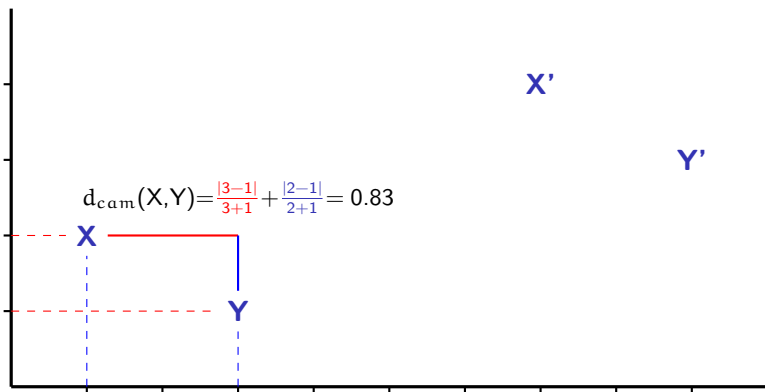 X'
Y'
d_cam(X,Y)=|3−1|/3+1 + |2−1|/2+1 = 0.83
X
Y